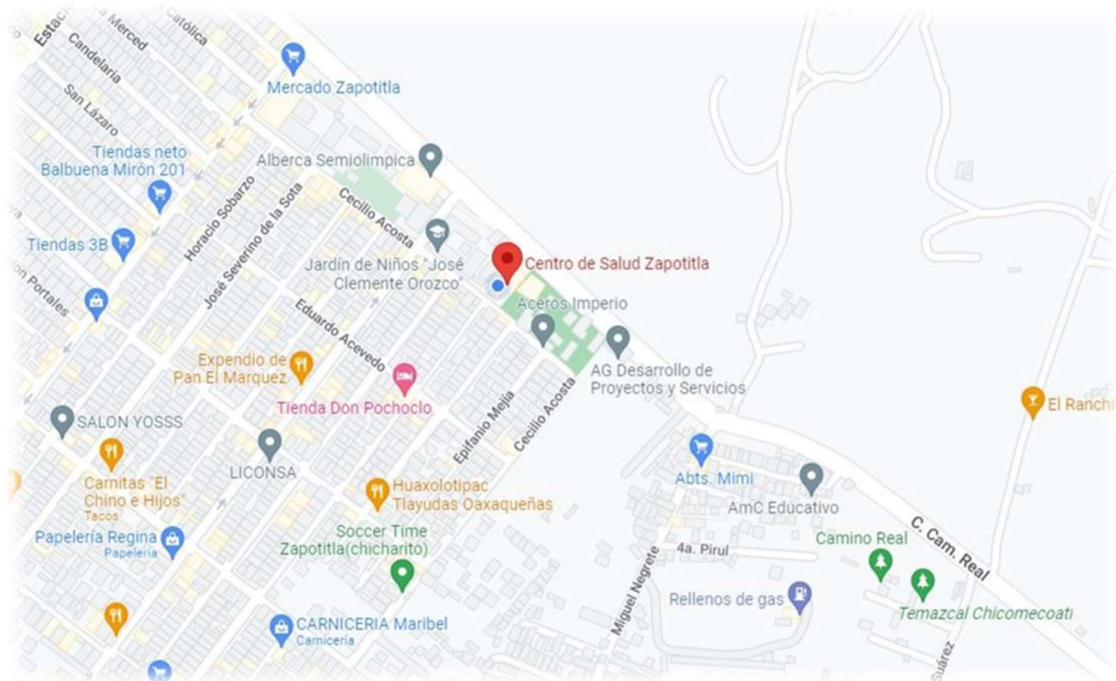 Católica
Merced
Estacio
Candelaria
San Lázaro
Mercado Zapotitla
Tiendas neto
Balbuena Mirón 201
Alberca Semiolimpica
Horacio Sobarzo
José Severino de la Sota
Cecilio Acosta
Tiendas 3B
on Portales
Jardín de Niños "José
Clemente Orozco"
Centro de Salud Zapotitla
Aceros Imperio
Eduardo Acevedo
Expendio de
Pan El Marquez
AG Desarrollo de
Proyectos y Servicios
Tienda Don Pochoclo
Epifanio Mejía
Cecilio Acosta
El Ranchi
SALON YOSSS
LICONSA
Carnitas "El
Chino e Hijos"
Tacos
Huaxolotipac
Tlayudas Oaxaqueñas
Abts. Mimi
AmC Educativo
C. Cam. Real
Papelería Regina
Papelería
Soccer Time
Zapotitla(chicharito)
4a. Pirul
Camino Real
Miguel Negrete
Rellenos de gas
Temazcal Chicomecoati
CARNICERIA Maribel
Carnicería
Suárez